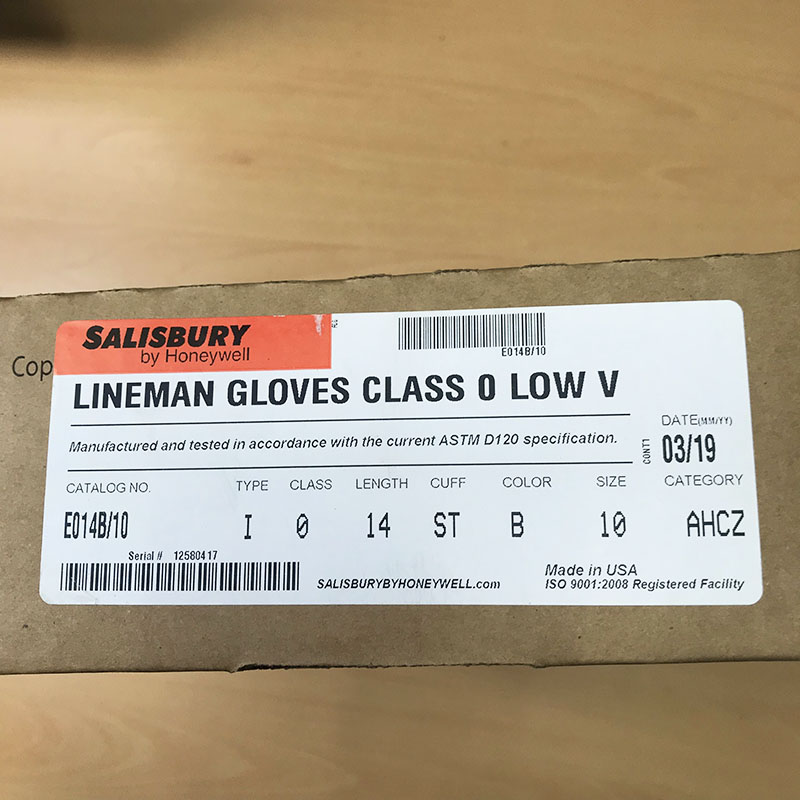 Cop
SALISBURY
by Honeywell
E014B/10
LINEMAN GLOVES CLASS 0 LOW V
Manufactured and tested in accordance with the current ASTM D120 specification.
CONT1
DATE(MM/YY)
03/19
CATALOG NO. TYPE CLASS LENGTH CUFF COLOR SIZE CATEGORY
E014B/10 I 0 14 ST B 10 AHCZ
Serial # 12580417
SALISBURYBYHONEYWELL.com
Made in USA
ISO 9001:2008 Registered Facility